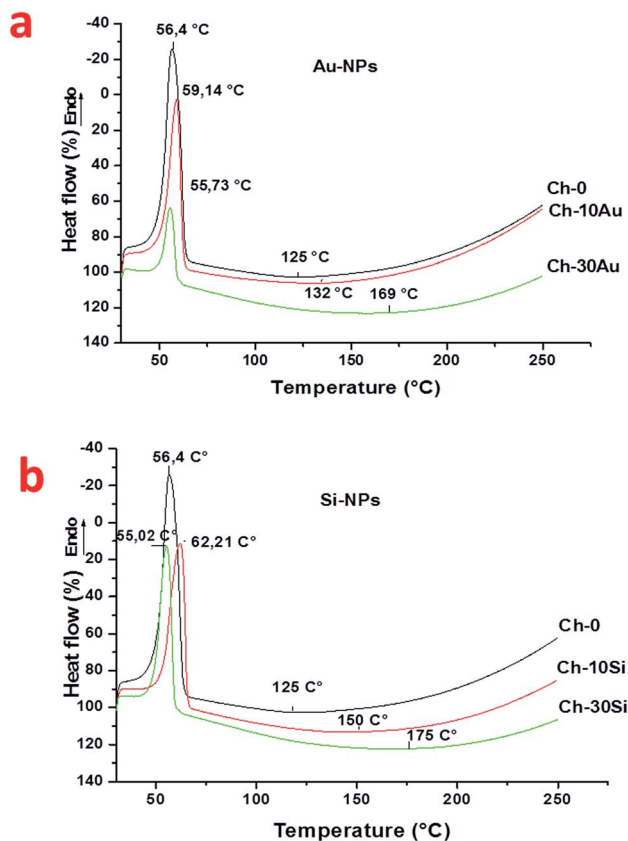 a
56,4 °C
Au-NPs
59,14 °C
55,73 °C
Heat flow (%) Endo
-40
-20
0
20
40
60
80
100
120
140
Ch-0
Ch-10Au
Ch-30Au
125 °C
132 °C
169 °C
50 100 150 200 250
Temperature (°C)
b
56,4 C°
Si-NPs
55,02 C°
62,21 C°
Heat flow (%) Endo
-40
-20
0
20
40
60
80
100
120
140
Ch-0
Ch-10Si
Ch-30Si
125 C°
150 C°
175 C°
50 100 150 200 250
Temperature (°C)